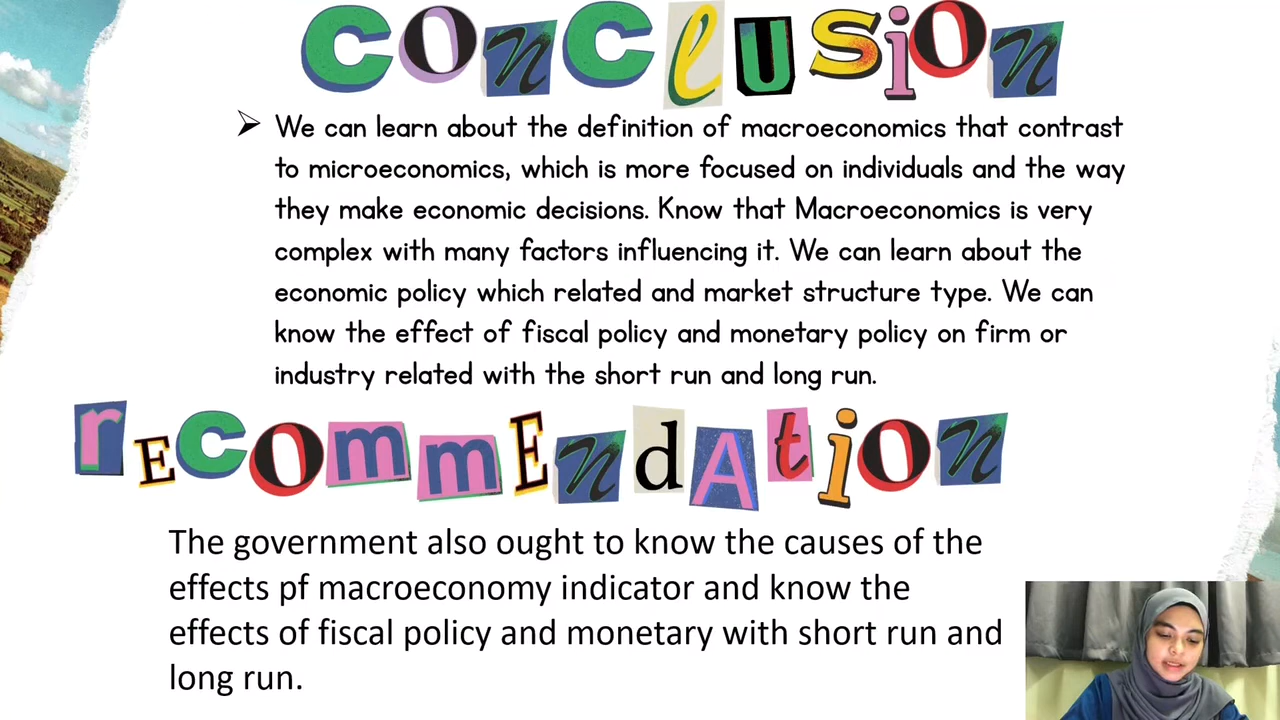 conclusion
We can learn about the definition of macroeconomics that contrast
to microeconomics, which is more focused on individuals and the way
they make economic decisions. Know that Macroeconomics is very
complex with many factors influencing it. We can learn about the
economic policy which related and market structure type. We can
know the effect of fiscal policy and monetary policy on firm or
industry related with the short run and long run.
rEcommEndAtion
The government also ought to know the causes of the
effects pf macroeconomy indicator and know the
effects of fiscal policy and monetary with short run and
long run.